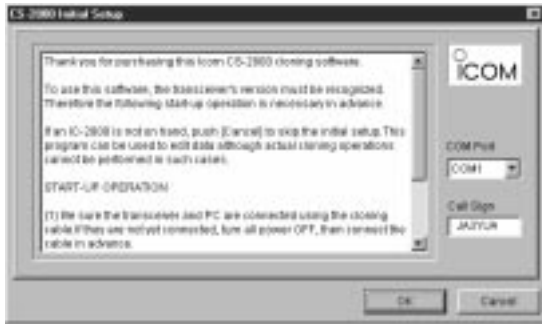 CS-2000 Initial Setup
Thank you for purchasing this Icom CS-2800 cloning software.
To use this software, the transceiver's version must be recognized.
Therefore the following start-up operation is necessary in advance.
If an IC-2800 is not on hand, push [Cancel] to skip the initial setup. This
program can be used to edit data although actual cloning operations
cannot be performed in such cases.
START-UP OPERATION
(1) Be sure the transceiver and PC are connected using the cloning
cable. If they are not yet connected, turn all power OFF, then connect the
cable in advance.
ICOM
COM Port
COM1
Call Sign
OK
Cancel